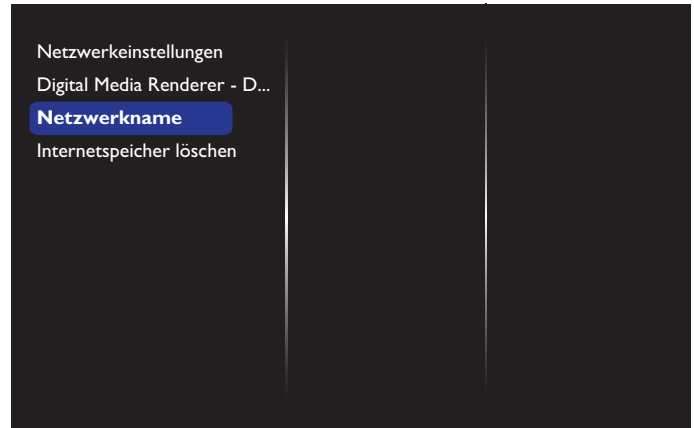 Netzwerkeinstellungen
Digital Media Renderer - D...
Netzwerkname
Internetspeicher löschen